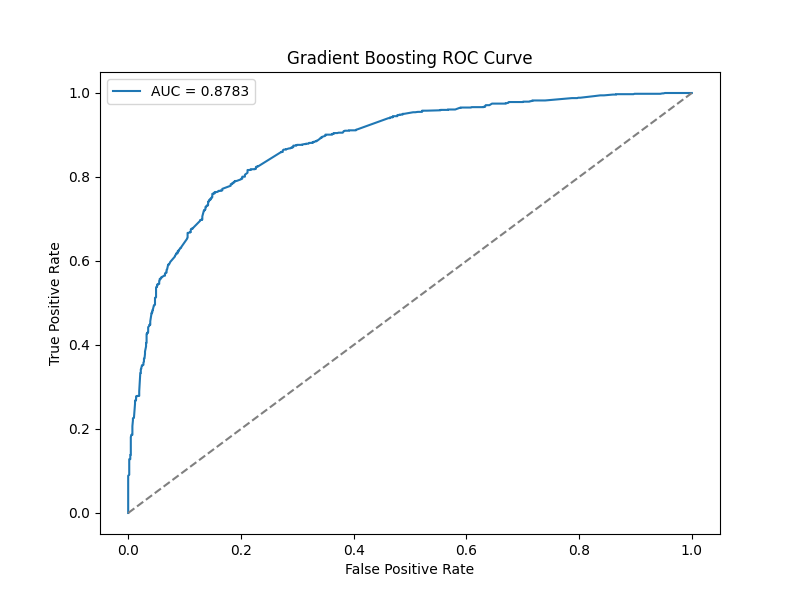 Gradient Boosting ROC Curve
AUC = 0.8783
True Positive Rate
1.0
0.8
0.6
0.4
0.2
0.0
0.0 0.2 0.4 0.6 0.8 1.0
False Positive Rate